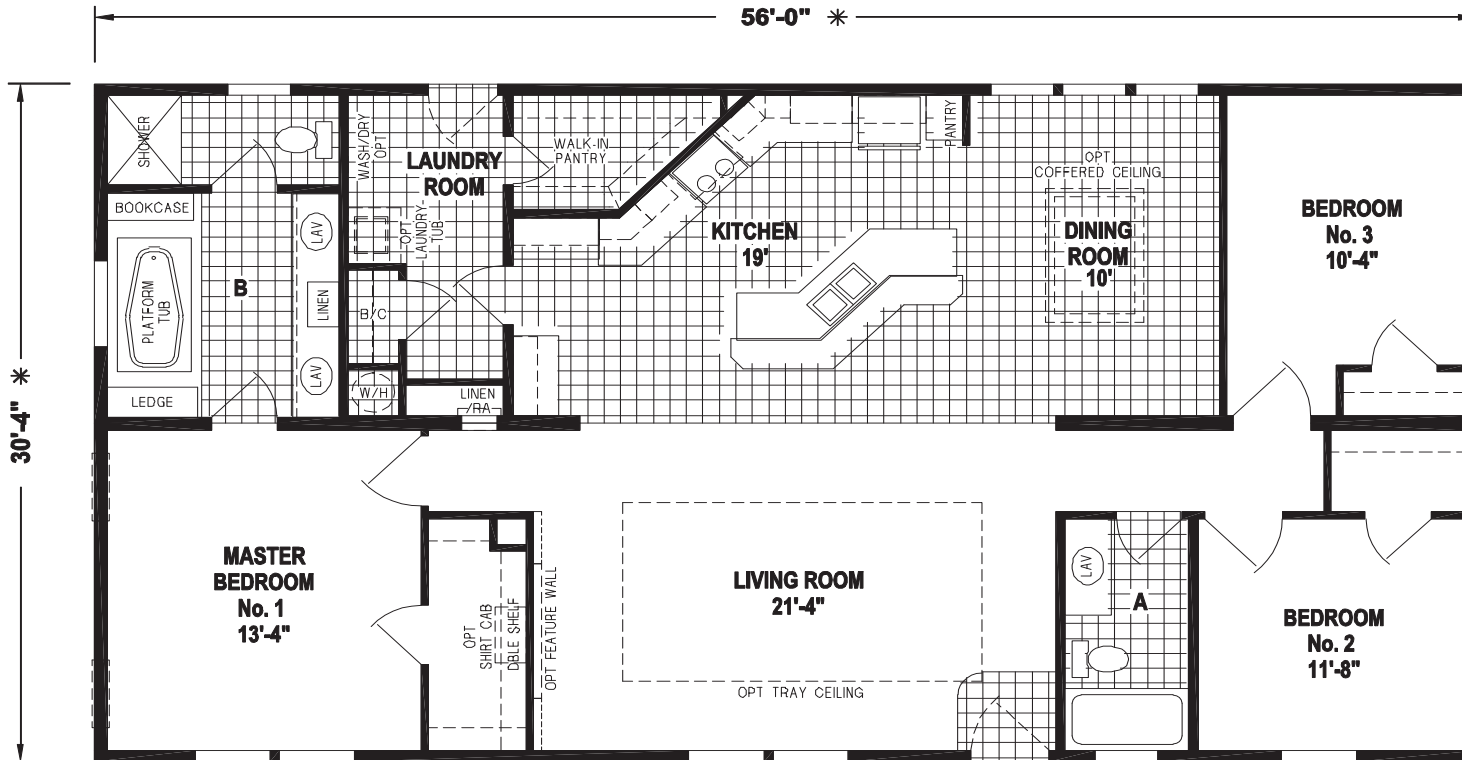 56'-0" *
30'-4" *
SHOWER
WASH/DRY
OPT
LAUNDRY
ROOM
WALK-IN
PANTRY
PANTRY
OPT
COFFERED CEILING
BOOKCASE
LAV
OPT
LAUNDRY
TUB
KITCHEN
19'
DINING
ROOM
10'
BEDROOM
No. 3
10'-4"
PLATFORM
TUB
B
LINEN
B/C
LAV
LEDGE
W/H
LINEN
/RA
MASTER
BEDROOM
No. 1
13'-4"
OPT
SHIRT CAB
DBLE SHELF
OPT FEATURE WALL
LIVING ROOM
21'-4"
OPT TRAY CEILING
LAV
A
BEDROOM
No. 2
11'-8"